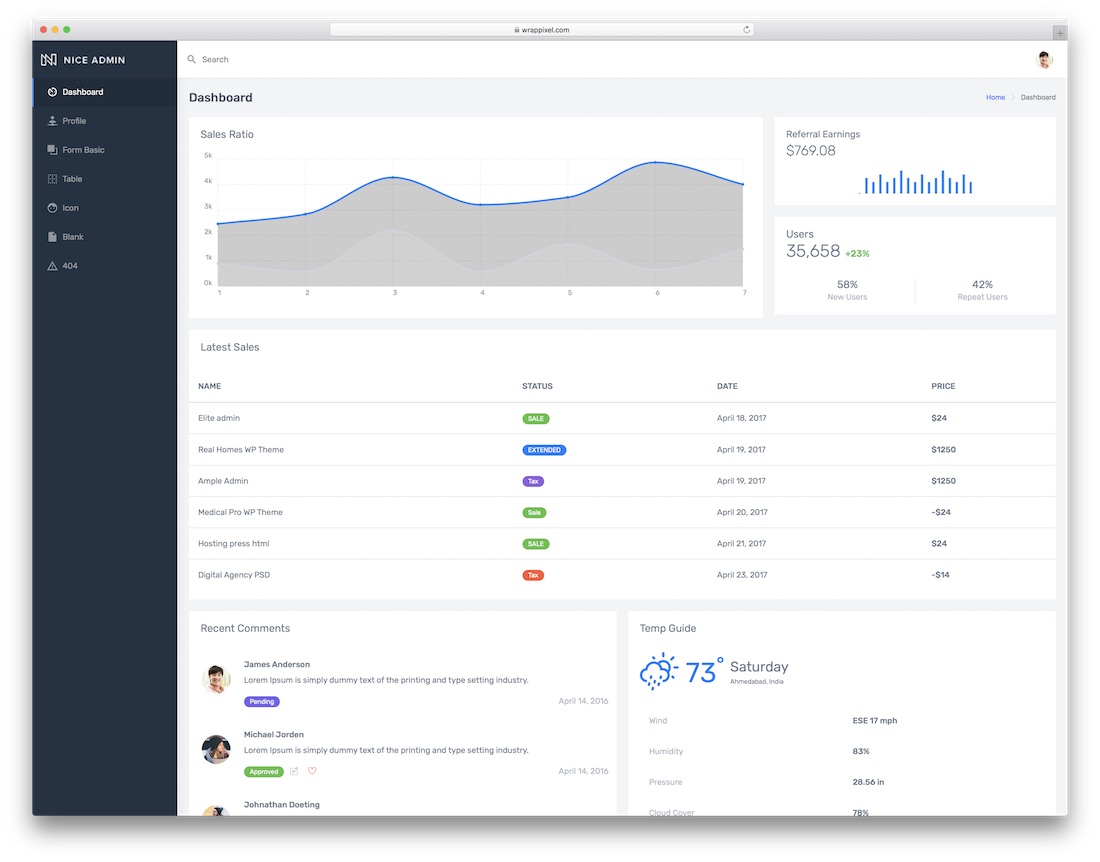 wrappixel.com
NICE ADMIN
Search
Dashboard
Profile
Form Basic
Table
Icon
Blank
404
Dashboard
Home Dashboard
Sales Ratio
5k
4k
3k
2k
1k
0k
1 2 3 4 5 6 7
Referral Earnings
$769.08
Users
35,658 +23%
58% 42%
New Users Repeat Users
Latest Sales
NAME STATUS DATE PRICE
Elite admin SALE April 18, 2017 $24
Real Homes WP Theme EXTENDED April 19, 2017 $1250
Ample Admin Tax April 19, 2017 $1250
Medical Pro WP Theme Sale April 20, 2017 -$24
Hosting press html SALE April 21, 2017 $24
Digital Agency PSD Tax April 23, 2017 -$14
Recent Comments
James Anderson
Lorem Ipsum is simply dummy text of the printing and type setting industry.
Pending April 14, 2016
Michael Jorden
Lorem Ipsum is simply dummy text of the printing and type setting industry.
Approved April 14, 2016
Johnathan Doeting
Temp Guide
73° Saturday
Ahmedabad, India
Wind ESE 17 mph
Humidity 83%
Pressure 28.56 in
Cloud Cover 78%